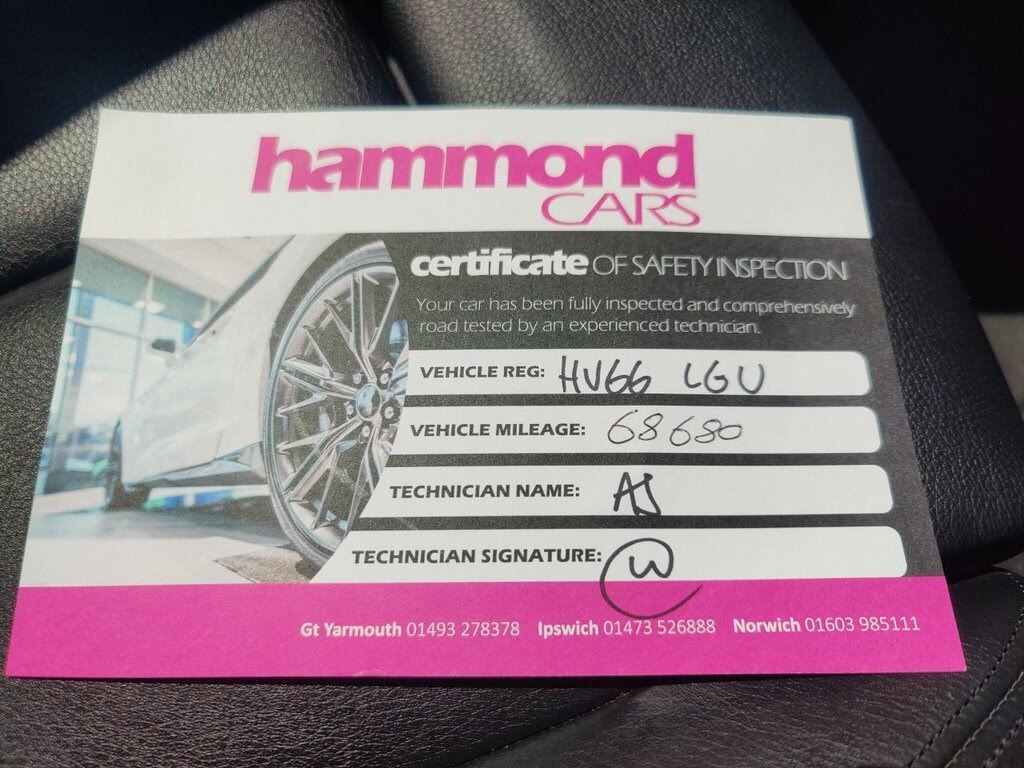 hammond
CARS
certificate OF SAFETY INSPECTION
Your car has been fully inspected and comprehensively
road tested by an experienced technician.
VEHICLE REG: HV66 LGU
VEHICLE MILEAGE: 68680
TECHNICIAN NAME: AJ
TECHNICIAN SIGNATURE: W
Gt Yarmouth 01493 278378 Ipswich 01473 526888 Norwich 01603 985111